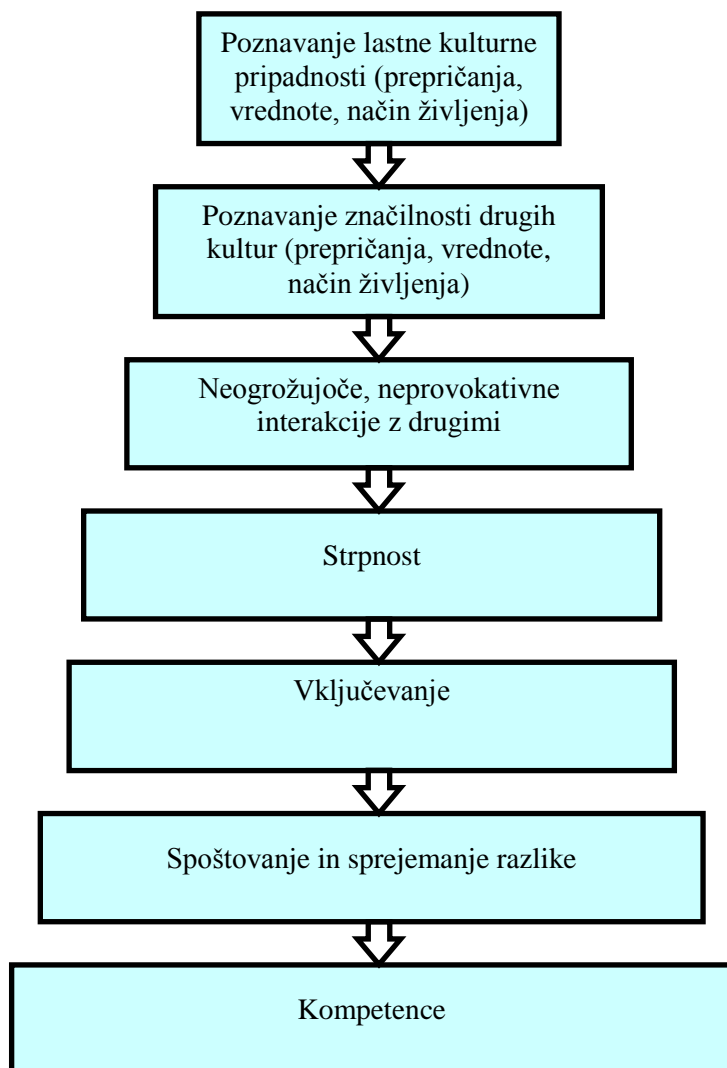 Poznavanje lastne kulturne
pripadnosti (prepričanja,
vrednote, način življenja)
Poznavanje značilnosti drugih
kultur (prepričanja, vrednote,
način življenja)
Neogrožujoče, neprovokativne
interakcije z drugimi
Strpnost
Vključevanje
Spoštovanje in sprejemanje razlike
Kompetence